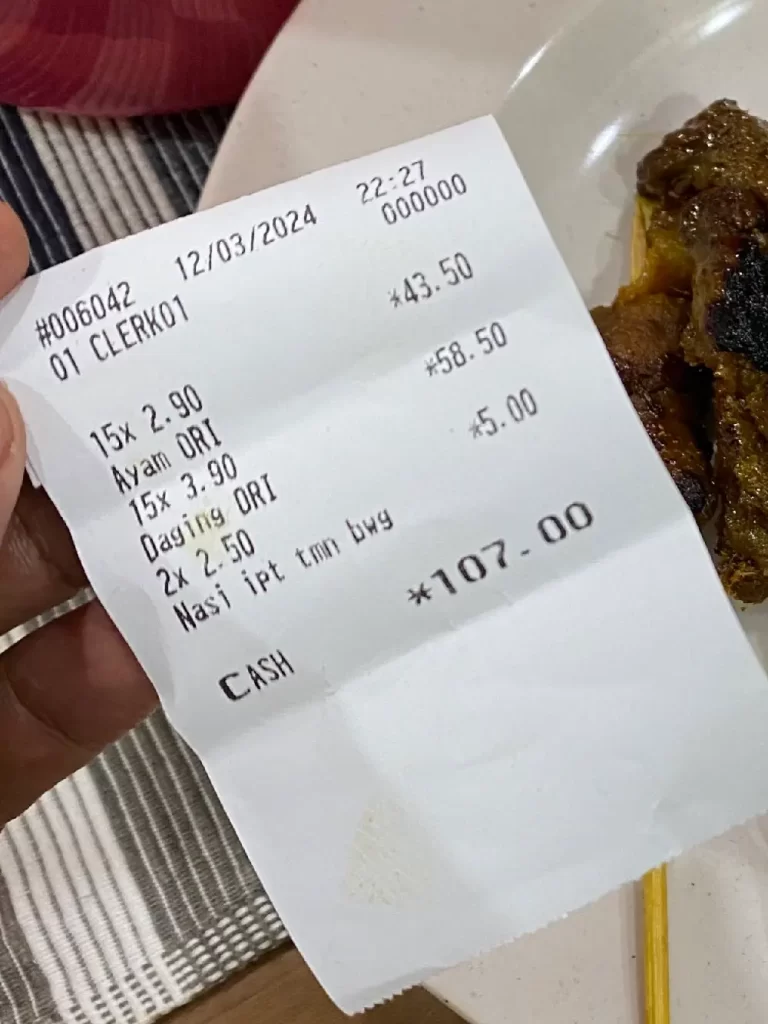 #006042 12/03/2024 22:27
01 CLERK01 000000
15x 2.90 *43.50
Ayam ORI
15x 3.90 *58.50
Daging ORI
2x 2.50 *5.00
Nasi ipt tmn bwg
CASH *107.00